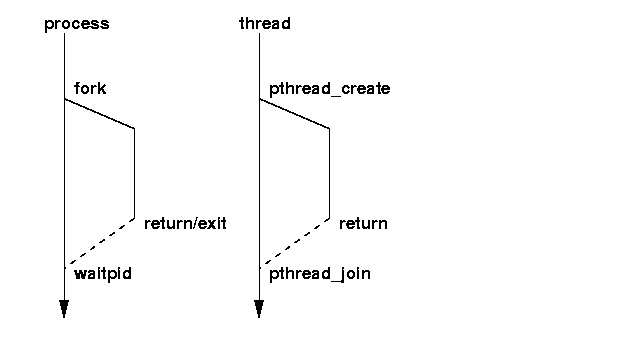 process
fork
return/exit
waitpid
thread
pthread_create
return
pthread_join